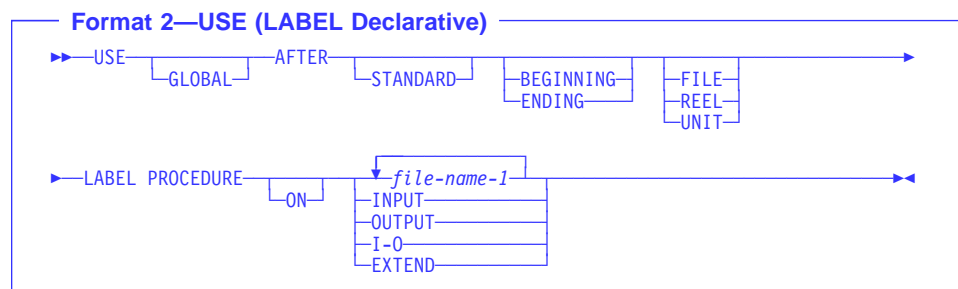 Format 2—USE (LABEL Declarative)
USE AFTER
GLOBAL STANDARD BEGINNING FILE
ENDING REEL
UNIT
LABEL PROCEDURE file-name-1
ON INPUT
OUTPUT
I-O
EXTEND